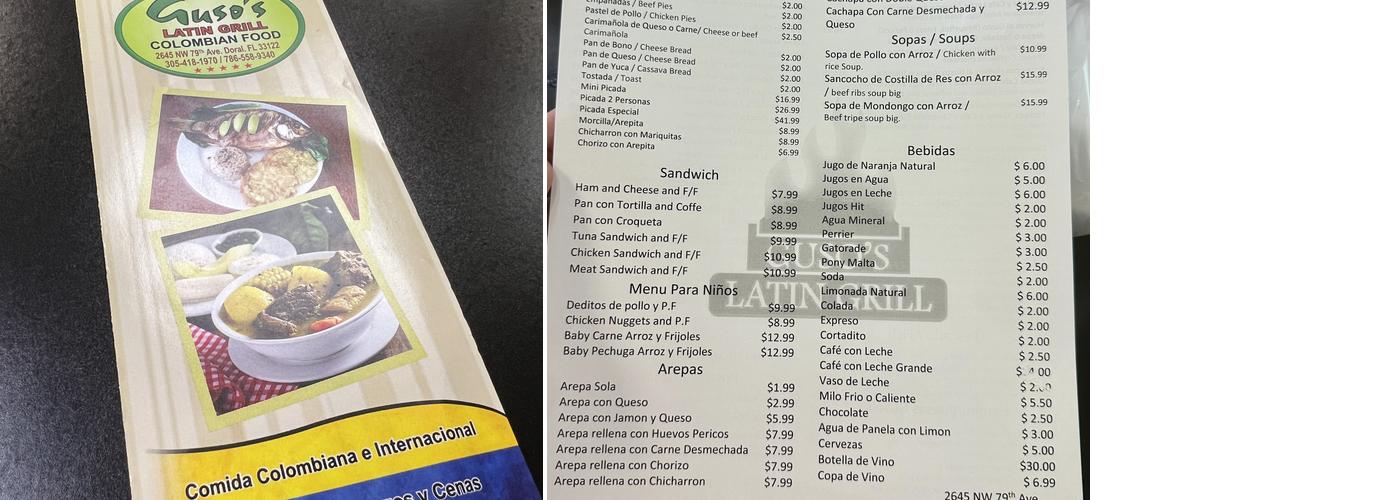 Guso's
LATIN GRILL
COLOMBIAN FOOD
2645 NW 79th Ave. Doral. FL 33122
305-418-1970 / 786-558-9340
Comida Colombiana e Internacional
y Cenas
Empanadas / Beef Pies $2.00
Pastel de Pollo / Chicken Pies $2.00
Carimañola de Queso o Carne/ Cheese or beef $2.00
Carimañola $2.50
Pan de Bono / Cheese Bread $2.00
Pan de Queso / Cheese Bread $2.00
Pan de Yuca / Cassava Bread $2.00
Tostada / Toast $2.00
Mini Picada $16.99
Picada 2 Personas $26.99
Picada Especial $41.99
Morcilla/Arepita $8.99
Chicharron con Mariquitas $8.99
Chorizo con Arepita $6.99
Sandwich
Ham and Cheese and F/F $7.99
Pan con Tortilla and Coffe $8.99
Pan con Croqueta $8.99
Tuna Sandwich and F/F $9.99
Chicken Sandwich and F/F $10.99
Meat Sandwich and F/F $10.99
Menu Para Niños
Deditos de pollo y P.F $9.99
Chicken Nuggets and P.F $8.99
Baby Carne Arroz y Frijoles $12.99
Baby Pechuga Arroz y Frijoles $12.99
Arepas
Arepa Sola $1.99
Arepa con Queso $2.99
Arepa con Jamon y Queso $5.99
Arepa rellena con Huevos Pericos $7.99
Arepa rellena con Carne Desmechada $7.99
Arepa rellena con Chorizo $7.99
Arepa rellena con Chicharron $7.99
Cachapa Con Carne Desmechada y $12.99
Queso
Sopas / Soups
Sopa de Pollo con Arroz / Chicken with $10.99
rice Soup.
Sancocho de Costilla de Res con Arroz $15.99
/ beef ribs soup big
Sopa de Mondongo con Arroz / $15.99
Beef tripe soup big.
Bebidas
Jugo de Naranja Natural $ 6.00
Jugos en Agua $ 5.00
Jugos en Leche $ 6.00
Jugos Hit $ 2.00
Agua Mineral $ 2.00
Perrier $ 3.00
Gatorade $ 3.00
Pony Malta $ 2.50
Soda $ 2.00
Limonada Natural $ 6.00
Colada $ 2.00
Expreso $ 2.00
Cortadito $ 2.00
Café con Leche $ 2.50
Café con Leche Grande
Vaso de Leche
Milo Frio o Caliente $ 5.50
Chocolate $ 2.50
Agua de Panela con Limon $ 3.00
Cervezas $ 5.00
Botella de Vino $30.00
Copa de Vino $ 6.99
2645 NW 79th Ave
GUSO'S
LATIN GRILL